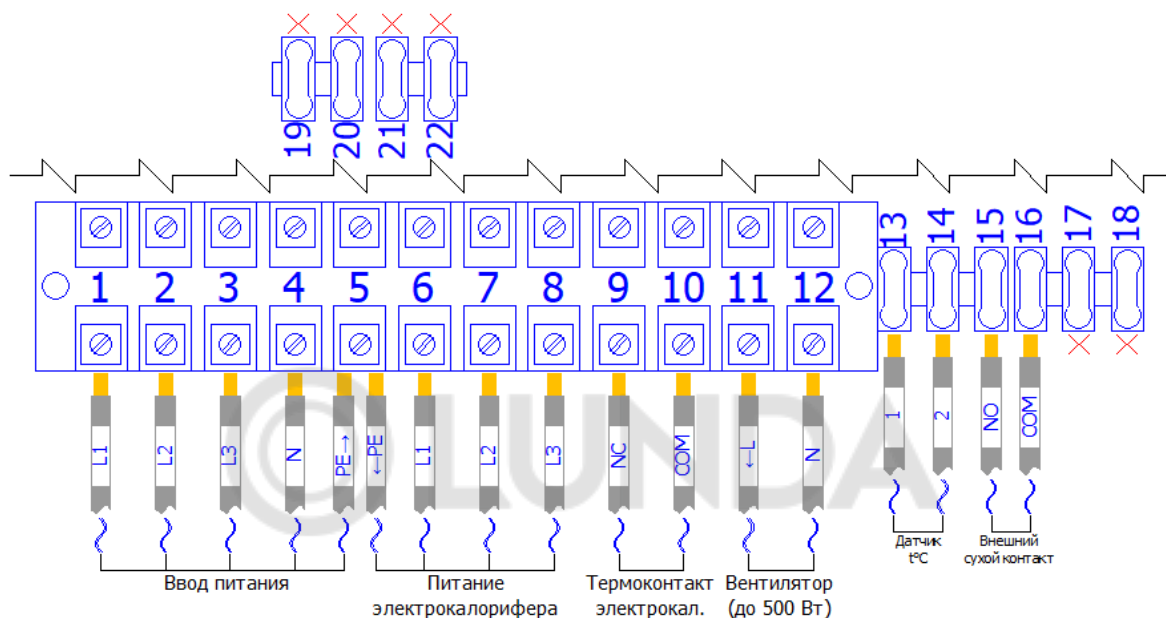 19 20 21 22
1 2 3 4 5 6 7 8 9 10 11 12 13 14 15 16 17 18
L1 L2 L3 N PE→ ←PE L1 L2 L3 NC COM ←L N 1 2 NO COM
© LUNDA
Датчик
t°C
Внешний
сухой контакт
Ввод питания
Питание
электрокалорифера
Термоконтакт
электрокал.
Вентилятор
(до 500 Вт)